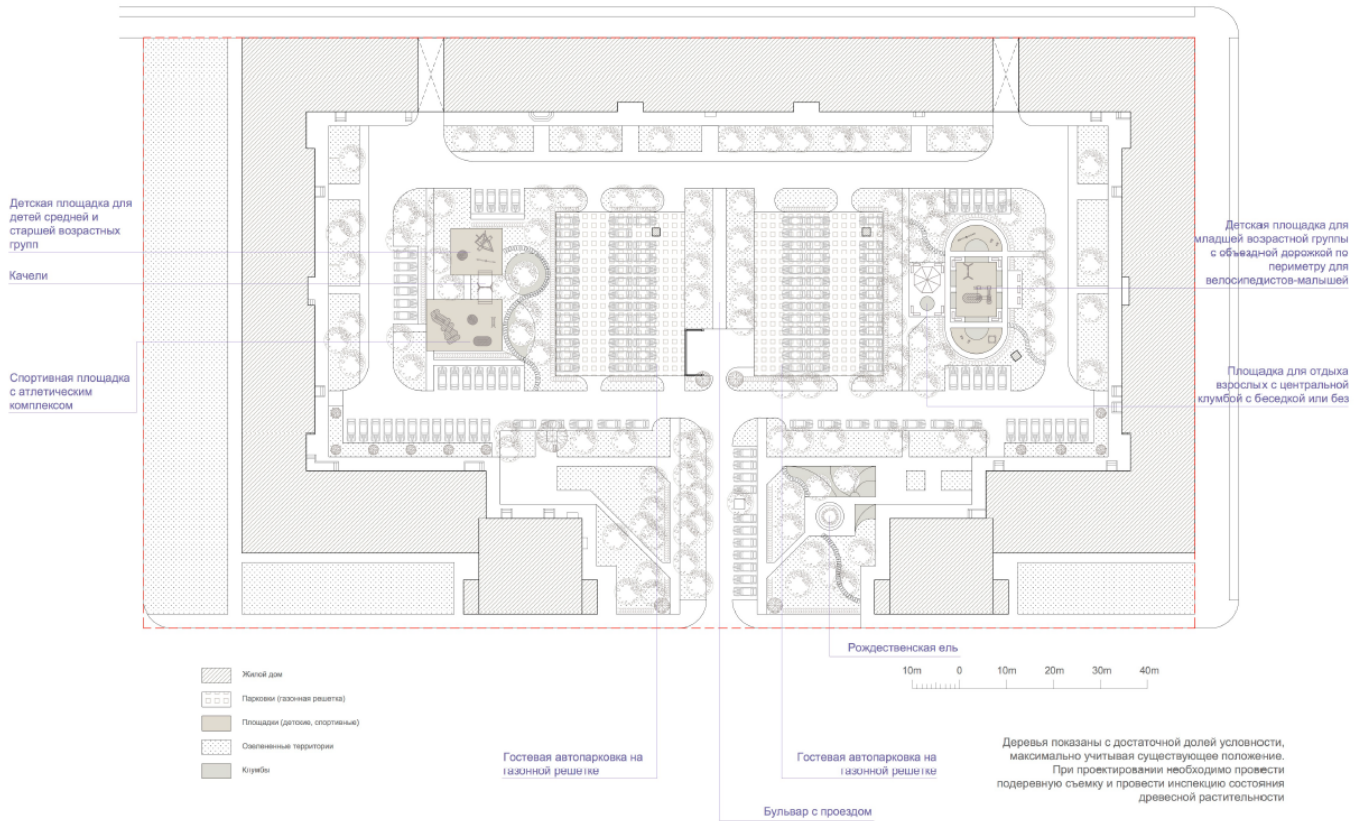 Детская площадка для
детей средней и
старшей возрастных
групп
Качели
Спортивная площадка
с атлетическим
комплексом
Детская площадка для
младшей возрастной группы
с объездной дорожкой по
периметру для
велосипедистов-малышей
Площадка для отдыха
взрослых с центральной
клумбой с беседкой или без
Рождественская ель
10m 0 10m 20m 30m 40m
Жилой дом
Парковки (газонная решетка)
Площадки (детские, спортивные)
Озелененные территории
Клумбы
Гостевая автопарковка на
газонной решетке
Гостевая автопарковка на
газонной решетке
Бульвар с проездом
Деревья показаны с достаточной долей условности,
максимально учитывая существующее положение.
При проектировании необходимо провести
подеревную съемку и провести инспекцию состояния
древесной растительности